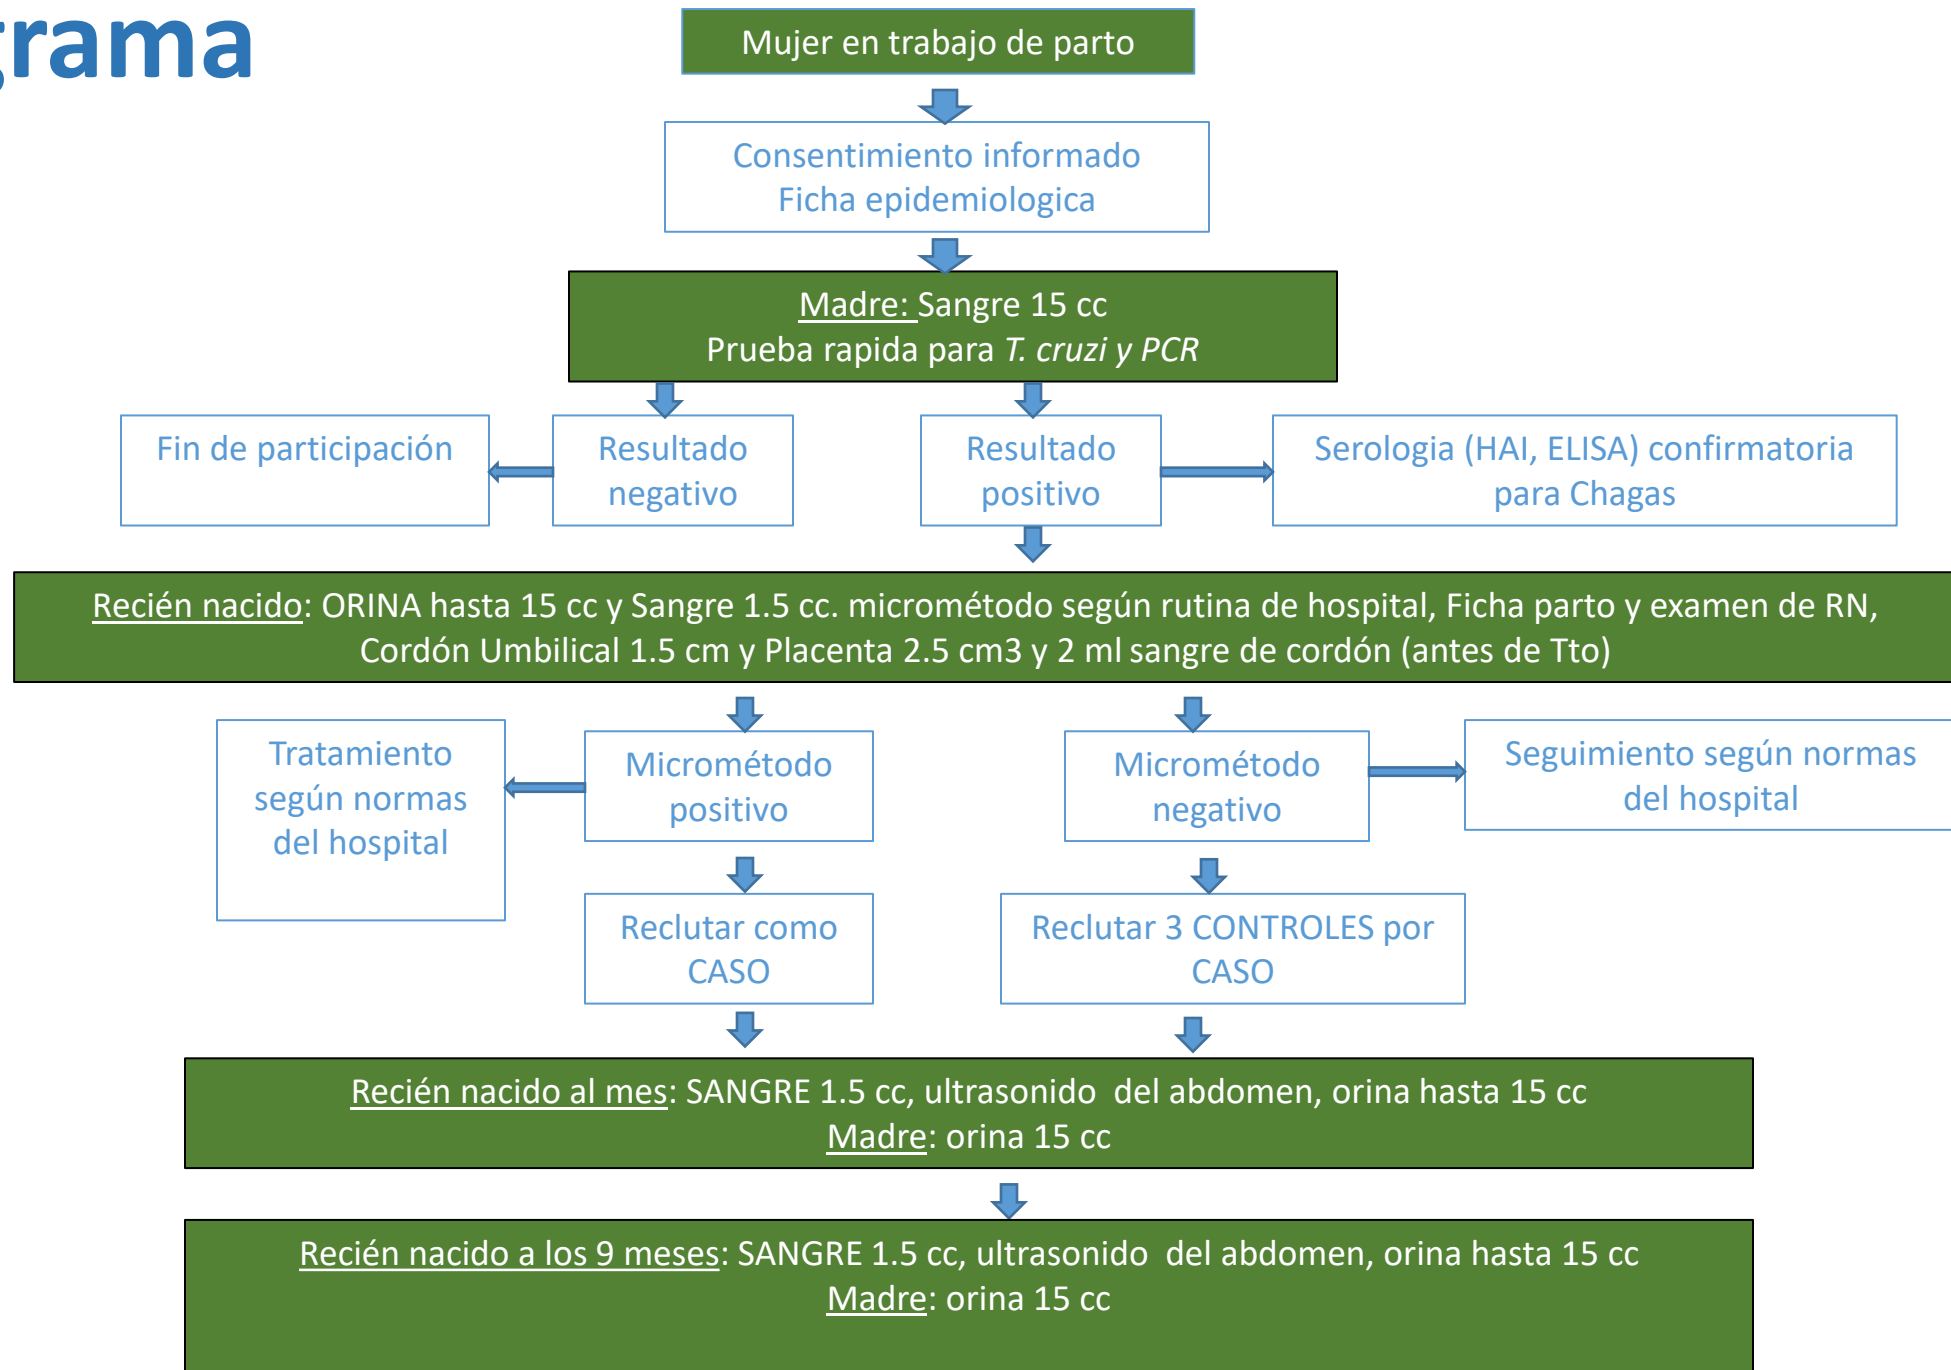 grama
Mujer en trabajo de parto
Consentimiento informado
Ficha epidemiologica
Madre: Sangre 15 cc
Prueba rapida para T. cruzi y PCR
Fin de participación
Resultado
negativo
Resultado
positivo
Serologia (HAI, ELISA) confirmatoria
para Chagas
Recién nacido: ORINA hasta 15 cc y Sangre 1.5 cc. micrométodo según rutina de hospital, Ficha parto y examen de RN,
Cordón Umbilical 1.5 cm y Placenta 2.5 cm3 y 2 ml sangre de cordón (antes de Tto)
Tratamiento
según normas
del hospital
Micrométodo
positivo
Micrométodo
negativo
Seguimiento según normas
del hospital
Reclutar como
CASO
Reclutar 3 CONTROLES por
CASO
Recién nacido al mes: SANGRE 1.5 cc, ultrasonido  del abdomen, orina hasta 15 cc
Madre: orina 15 cc
Recién nacido a los 9 meses: SANGRE 1.5 cc, ultrasonido  del abdomen, orina hasta 15 cc
Madre: orina 15 cc